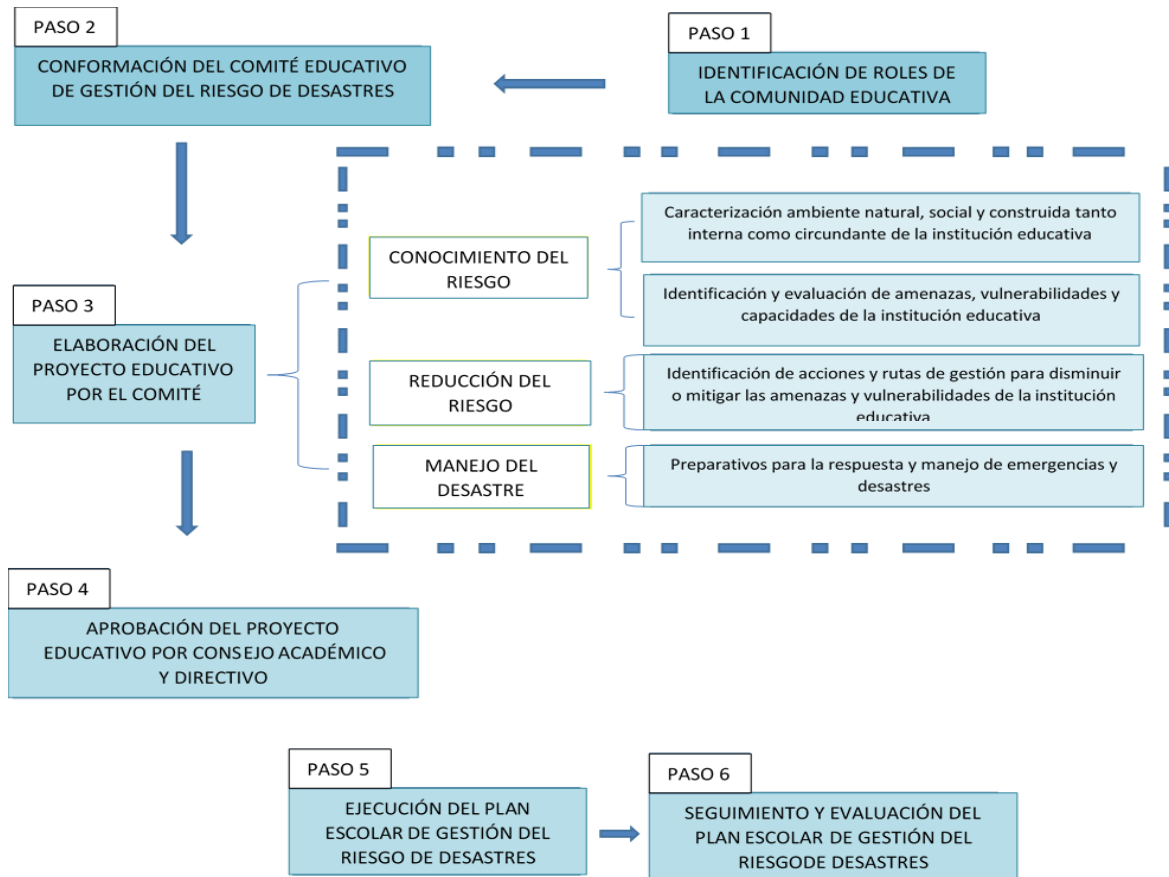 PASO 1
IDENTIFICACIÓN DE ROLES DE
LA COMUNIDAD EDUCATIVA
PASO 2
CONFORMACIÓN DEL COMITÉ EDUCATIVO
DE GESTIÓN DEL RIESGO DE DESASTRES
PASO 3
ELABORACIÓN DEL
PROYECTO EDUCATIVO
POR EL COMITÉ
CONOCIMIENTO DEL
RIESGO
Caracterización ambiente natural, social y construida tanto
interna como circundante de la institución educativa
Identificación y evaluación de amenazas, vulnerabilidades y
capacidades de la institución educativa
REDUCCIÓN DEL
RIESGO
Identificación de acciones y rutas de gestión para disminuir
o mitigar las amenazas y vulnerabilidades de la institución
educativa
MANEJO DEL
DESASTRE
Preparativos para la respuesta y manejo de emergencias y
desastres
PASO 4
APROBACIÓN DEL PROYECTO
EDUCATIVO POR CONSEJO ACADÉMICO
Y DIRECTIVO
PASO 5
EJECUCIÓN DEL PLAN
ESCOLAR DE GESTIÓN DEL
RIESGO DE DESASTRES
PASO 6
SEGUIMIENTO Y EVALUACIÓN DEL
PLAN ESCOLAR DE GESTIÓN DEL
RIESGODE DESASTRES